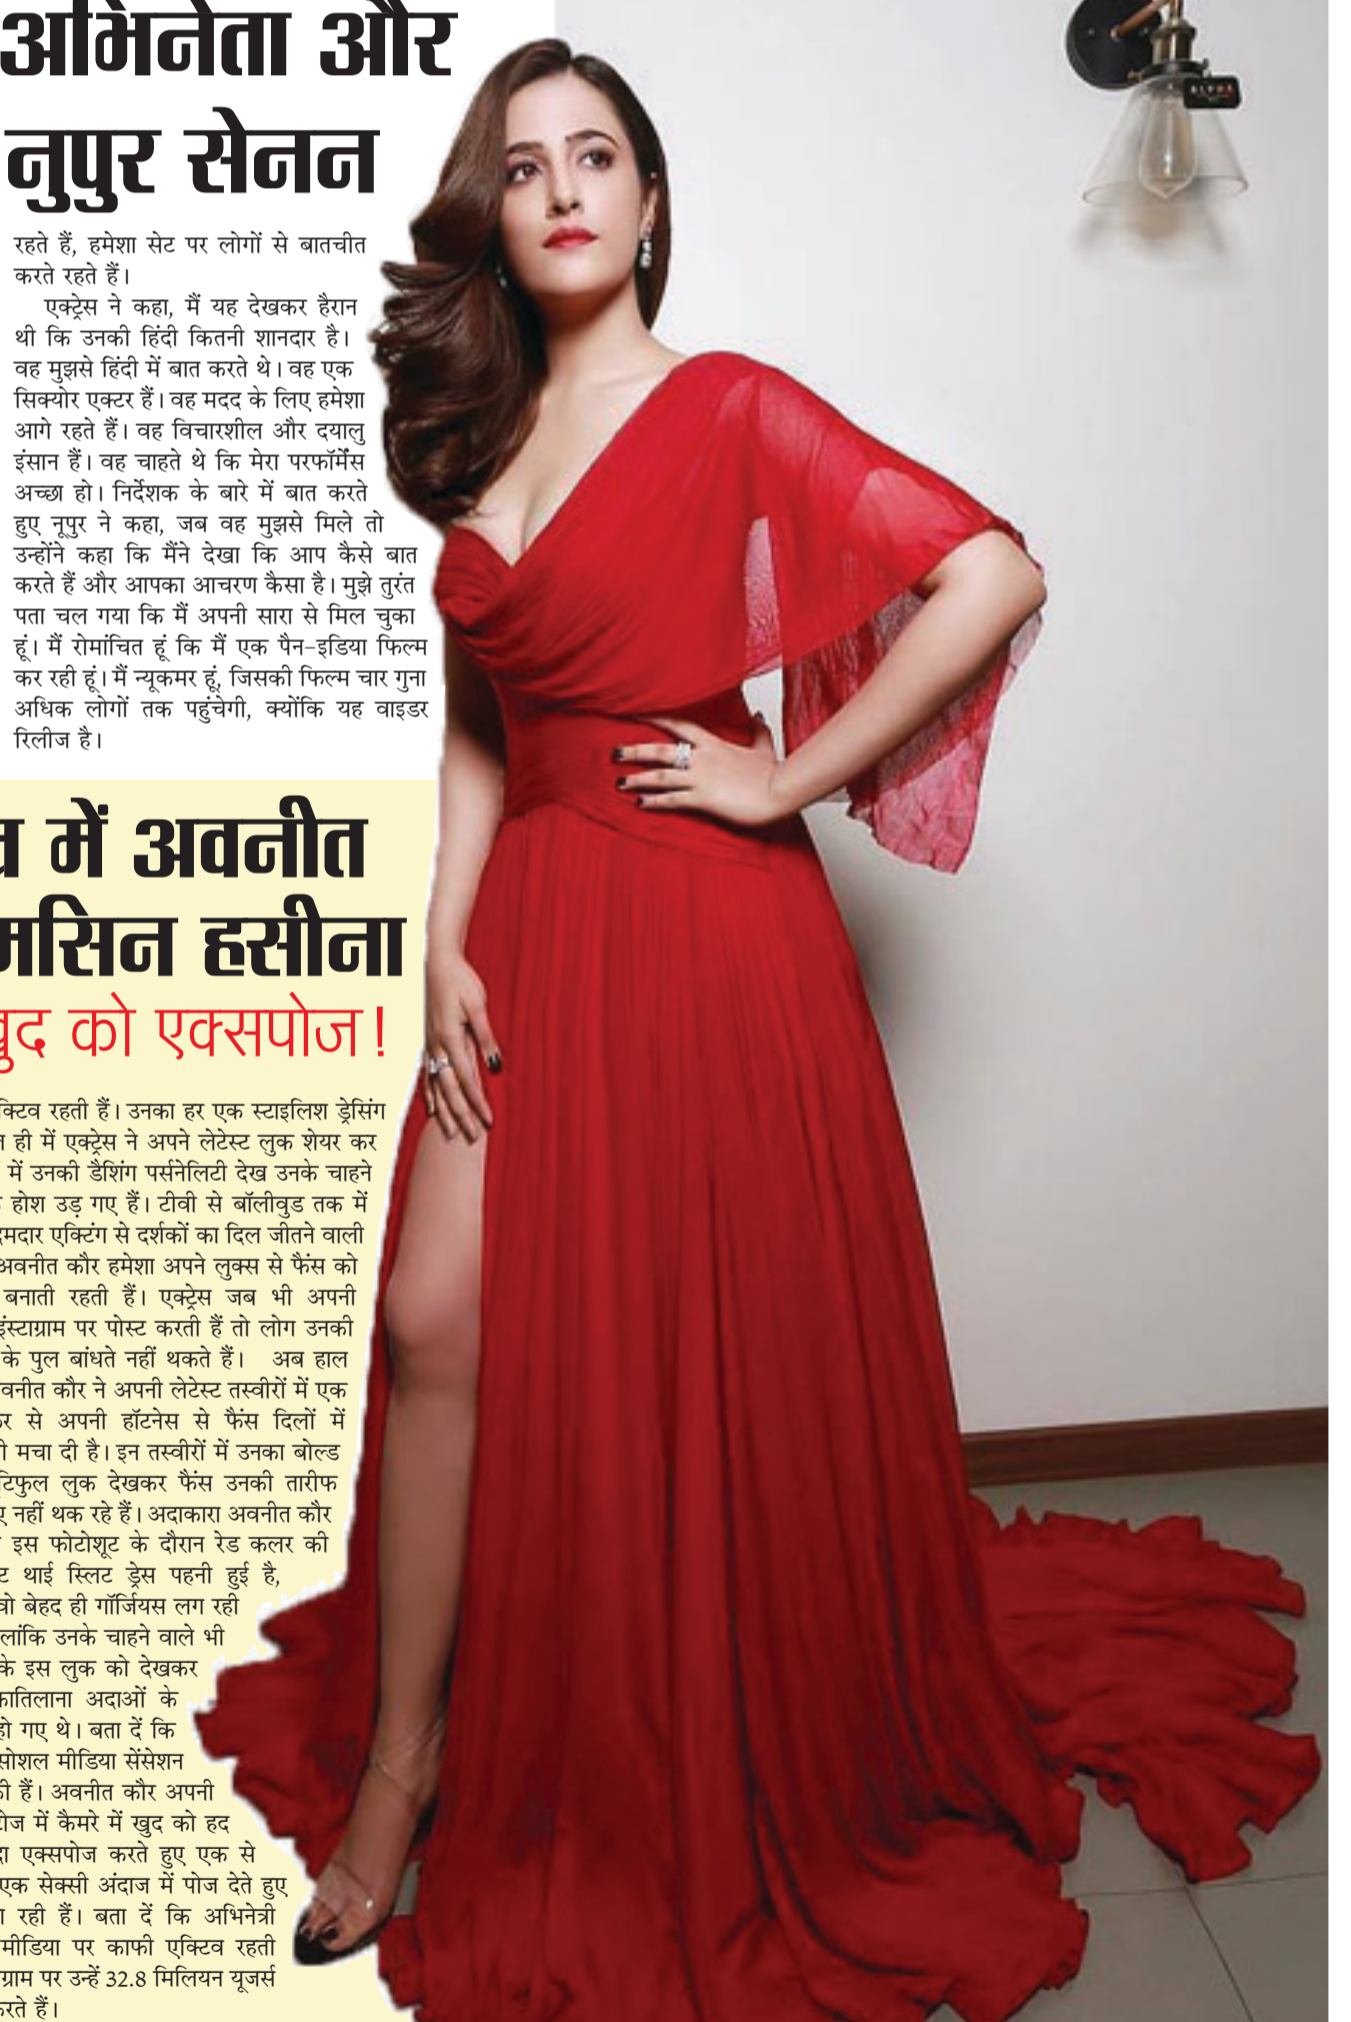 अभिनेता और
नुपुर सेनन
रहते हैं, हमेशा सेट पर लोगों से बातचीत
करते रहते हैं।
एक्ट्रेस ने कहा, मैं यह देखकर हैरान
थी कि उनकी हिंदी कितनी शानदार है।
वह मुझसे हिंदी में बात करते थे। वह एक
सिक्योर एक्टर हैं। वह मदद के लिए हमेशा
आगे रहते हैं। वह विचारशील और दयालु
इंसान हैं। वह चाहते थे कि मेरा परफॉर्मेंस
अच्छा हो। निर्देशक के बारे में बात करते
हुए नूपुर ने कहा, जब वह मुझसे मिले तो
उन्होंने कहा कि मैंने देखा कि आप कैसे बात
करते हैं और आपका आचरण कैसा है। मुझे तुरंत
पता चल गया कि मैं अपनी सारा से मिल चुका
हूं। मैं रोमांचित हूं कि मैं एक पैन-इडिया फिल्म
कर रही हूं। मैं न्यूकमर हूं, जिसकी फिल्म चार गुना
अधिक लोगों तक पहुंचेगी, क्योंकि यह वाइडर
रिलीज है।
में अवनीत
मसिन हसीना
खुद को एक्सपोज!
क्टिव रहती हैं। उनका हर एक स्टाइलिश ड्रेसिंग
ही में एक्ट्रेस ने अपने लेटेस्ट लुक शेयर कर
में उनकी डैशिंग पर्सनेलिटी देख उनके चाहने
होश उड़ गए हैं। टीवी से बॉलीवुड तक में
दमदार एक्टिंग से दर्शकों का दिल जीतने वाली
अवनीत कौर हमेशा अपने लुक्स से फैंस को
बनाती रहती हैं। एक्ट्रेस जब भी अपनी
इंस्टाग्राम पर पोस्ट करती हैं तो लोग उनकी
के पुल बांधते नहीं थकते हैं। अब हाल
वनीत कौर ने अपनी लेटेस्ट तस्वीरों में एक
से अपनी हॉटनेस से फैंस दिलों में
मचा दी है। इन तस्वीरों में उनका बोल्ड
टिफुल लुक देखकर फैंस उनकी तारीफ
नहीं थक रहे हैं। अदाकारा अवनीत कौर
इस फोटोशूट के दौरान रेड कलर की
ट थाई स्लिट ड्रेस पहनी हुई है,
वो बेहद ही गॉर्जियस लग रही
लांकि उनके चाहने वाले भी
के इस लुक को देखकर
कातिलाना अदाओं के
हो गए थे। बता दें कि
सोशल मीडिया सेंसेशन
की हैं। अवनीत कौर अपनी
टोज में कैमरे में खुद को हद
एक्सपोज करते हुए एक से
एक सेक्सी अंदाज में पोज देते हुए
रही हैं। बता दें कि अभिनेत्री
मीडिया पर काफी एक्टिव रहती
ग्राम पर उन्हें 32.8 मिलियन यूजर्स
करते हैं।